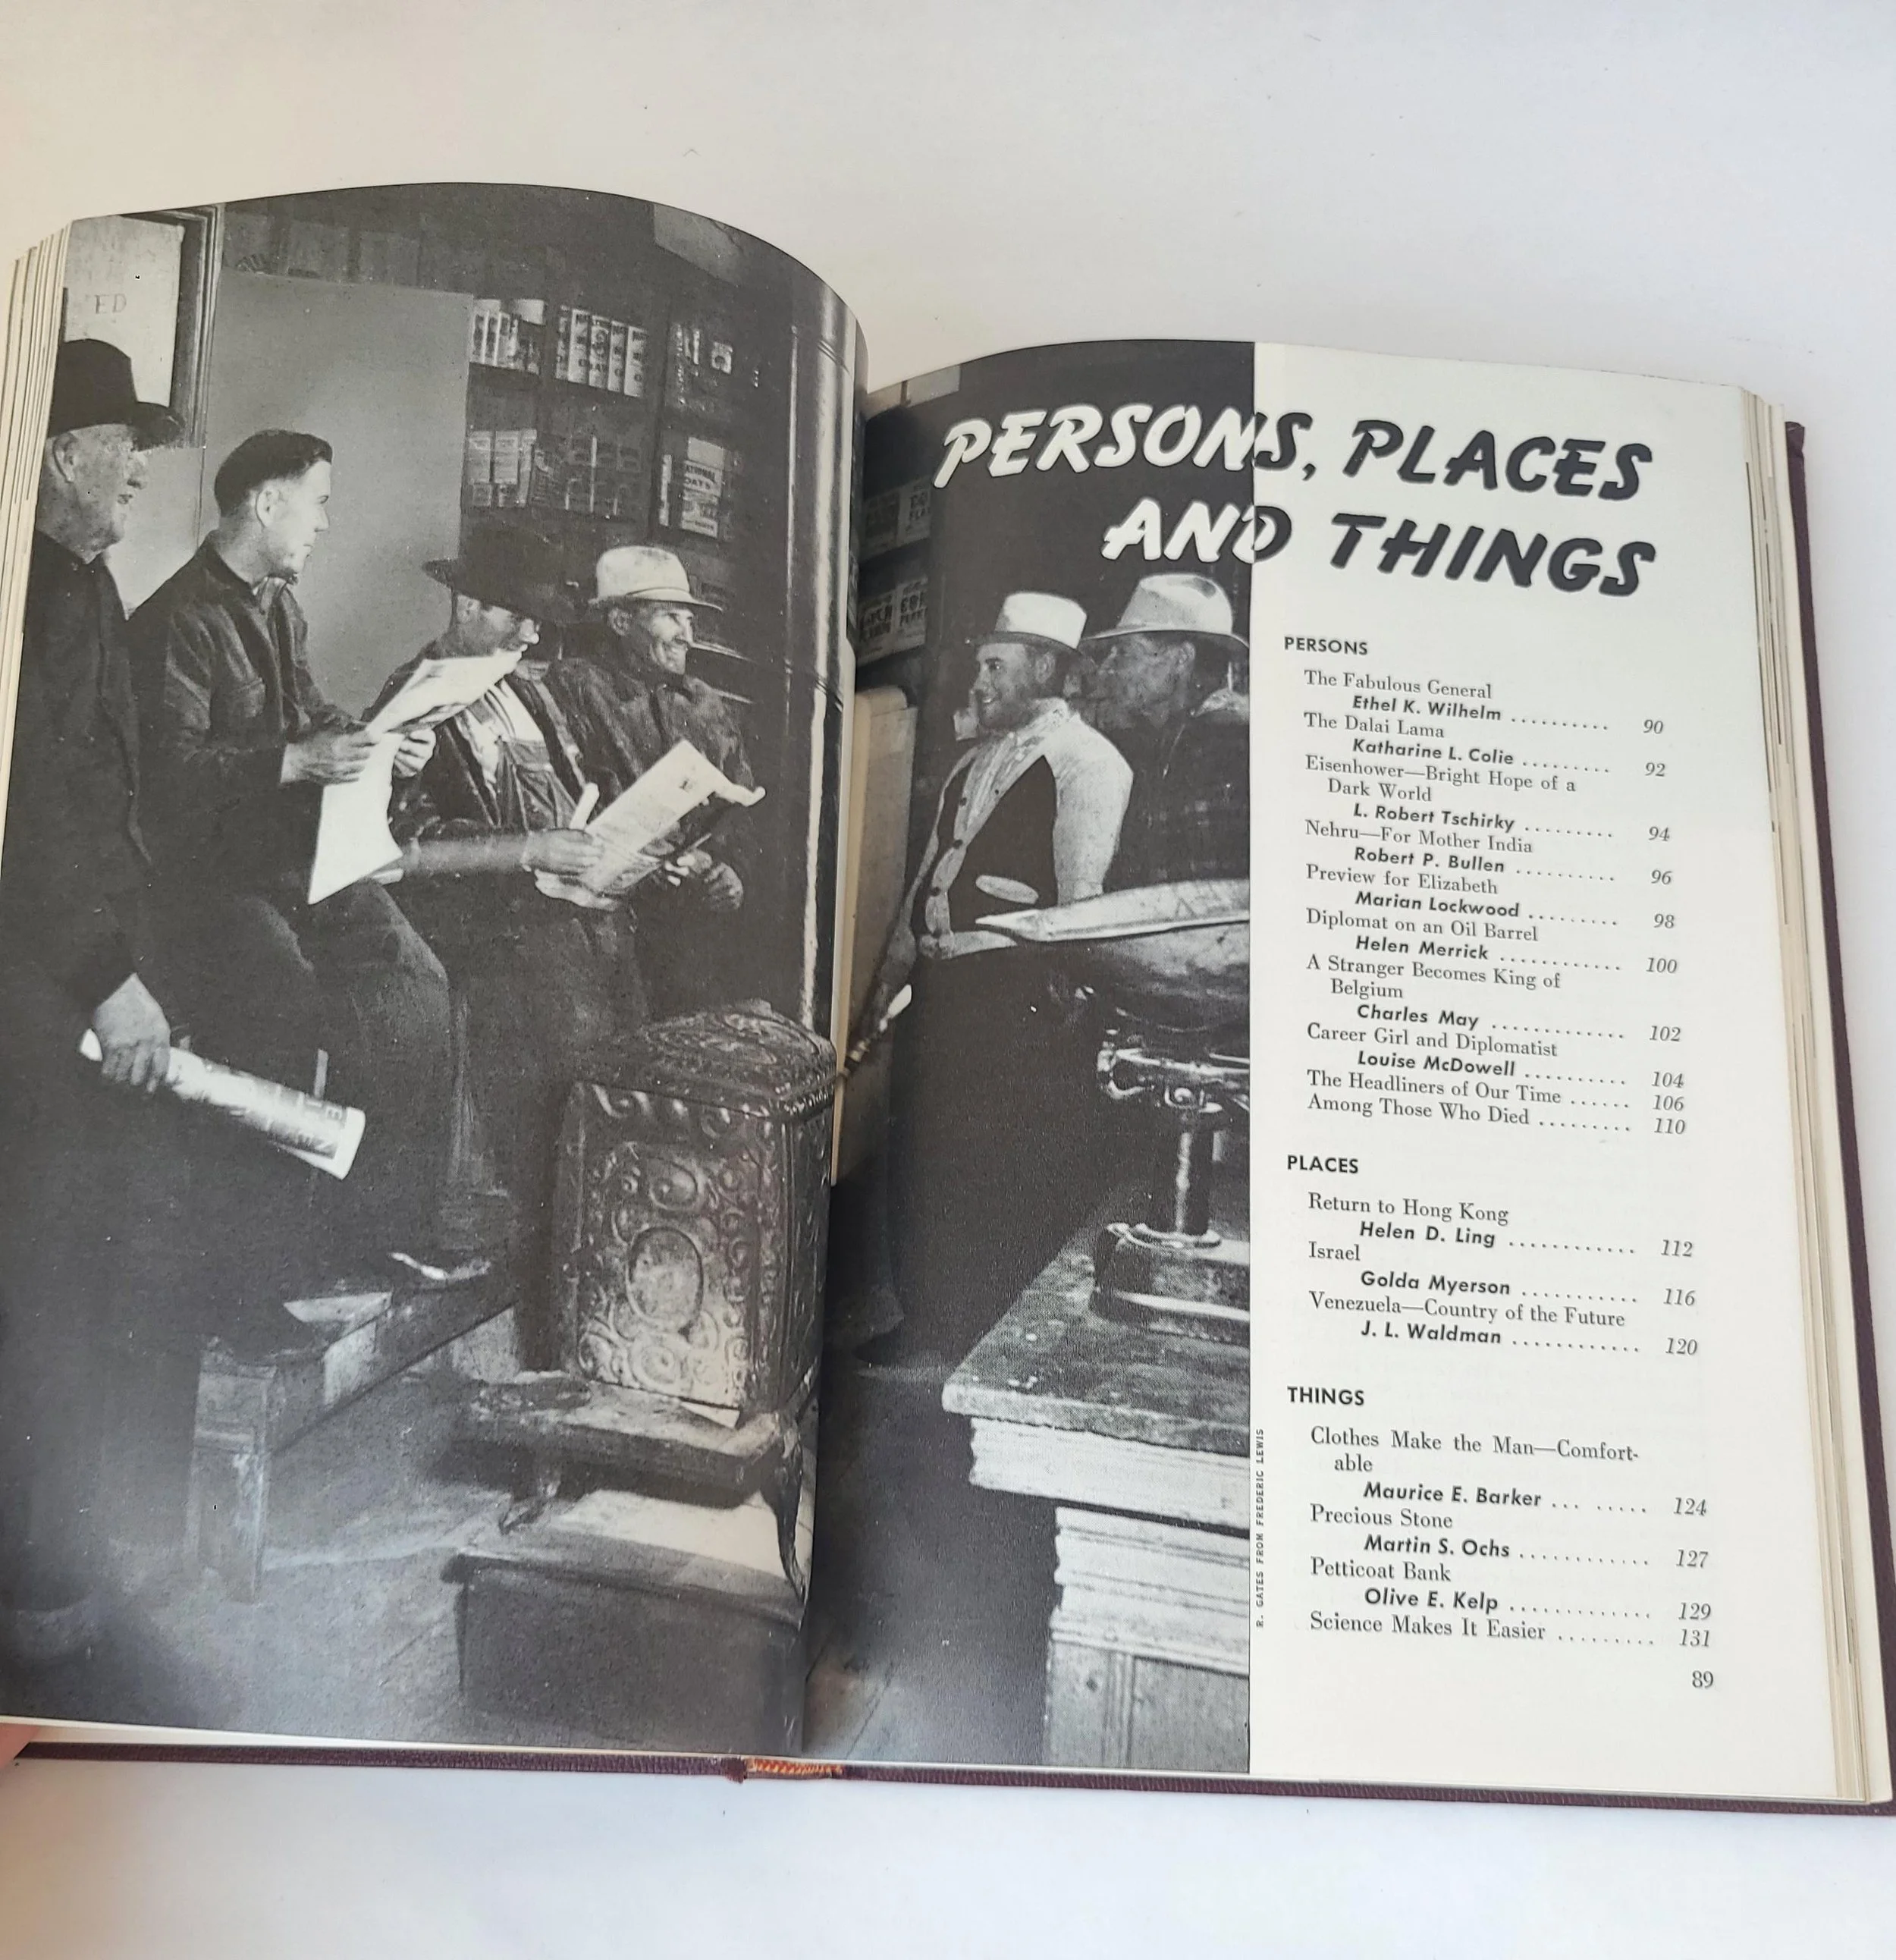 ED
PERSONS, PLACES
AND THINGS
PERSONS
The Fabulous General
Ethel K. Wilhelm .......... 90
The Dalai Lama
Katharine L. Colie ......... 92
Eisenhower—Bright Hope of a
Dark World
L. Robert Tschirky ......... 94
Nehru—For Mother India
Robert P. Bullen .......... 96
Preview for Elizabeth
Marian Lockwood ......... 98
Diplomat on an Oil Barrel
Helen Merrick ............ 100
A Stranger Becomes King of
Belgium
Charles May ............. 102
Career Girl and Diplomatist
Louise McDowell .......... 104
The Headliners of Our Time ...... 106
Among Those Who Died ......... 110
PLACES
Return to Hong Kong
Helen D. Ling ............ 112
Israel
Golda Myerson ........... 116
Venezuela—Country of the Future
J. L. Waldman ............ 120
THINGS
Clothes Make the Man—Comfort-
able
Maurice E. Barker ... ..... 124
Precious Stone
Martin S. Ochs ............ 127
Petticoat Bank
Olive E. Kelp ............. 129
Science Makes It Easier ......... 131
R. GATES FROM FREDERIC LEWIS
89